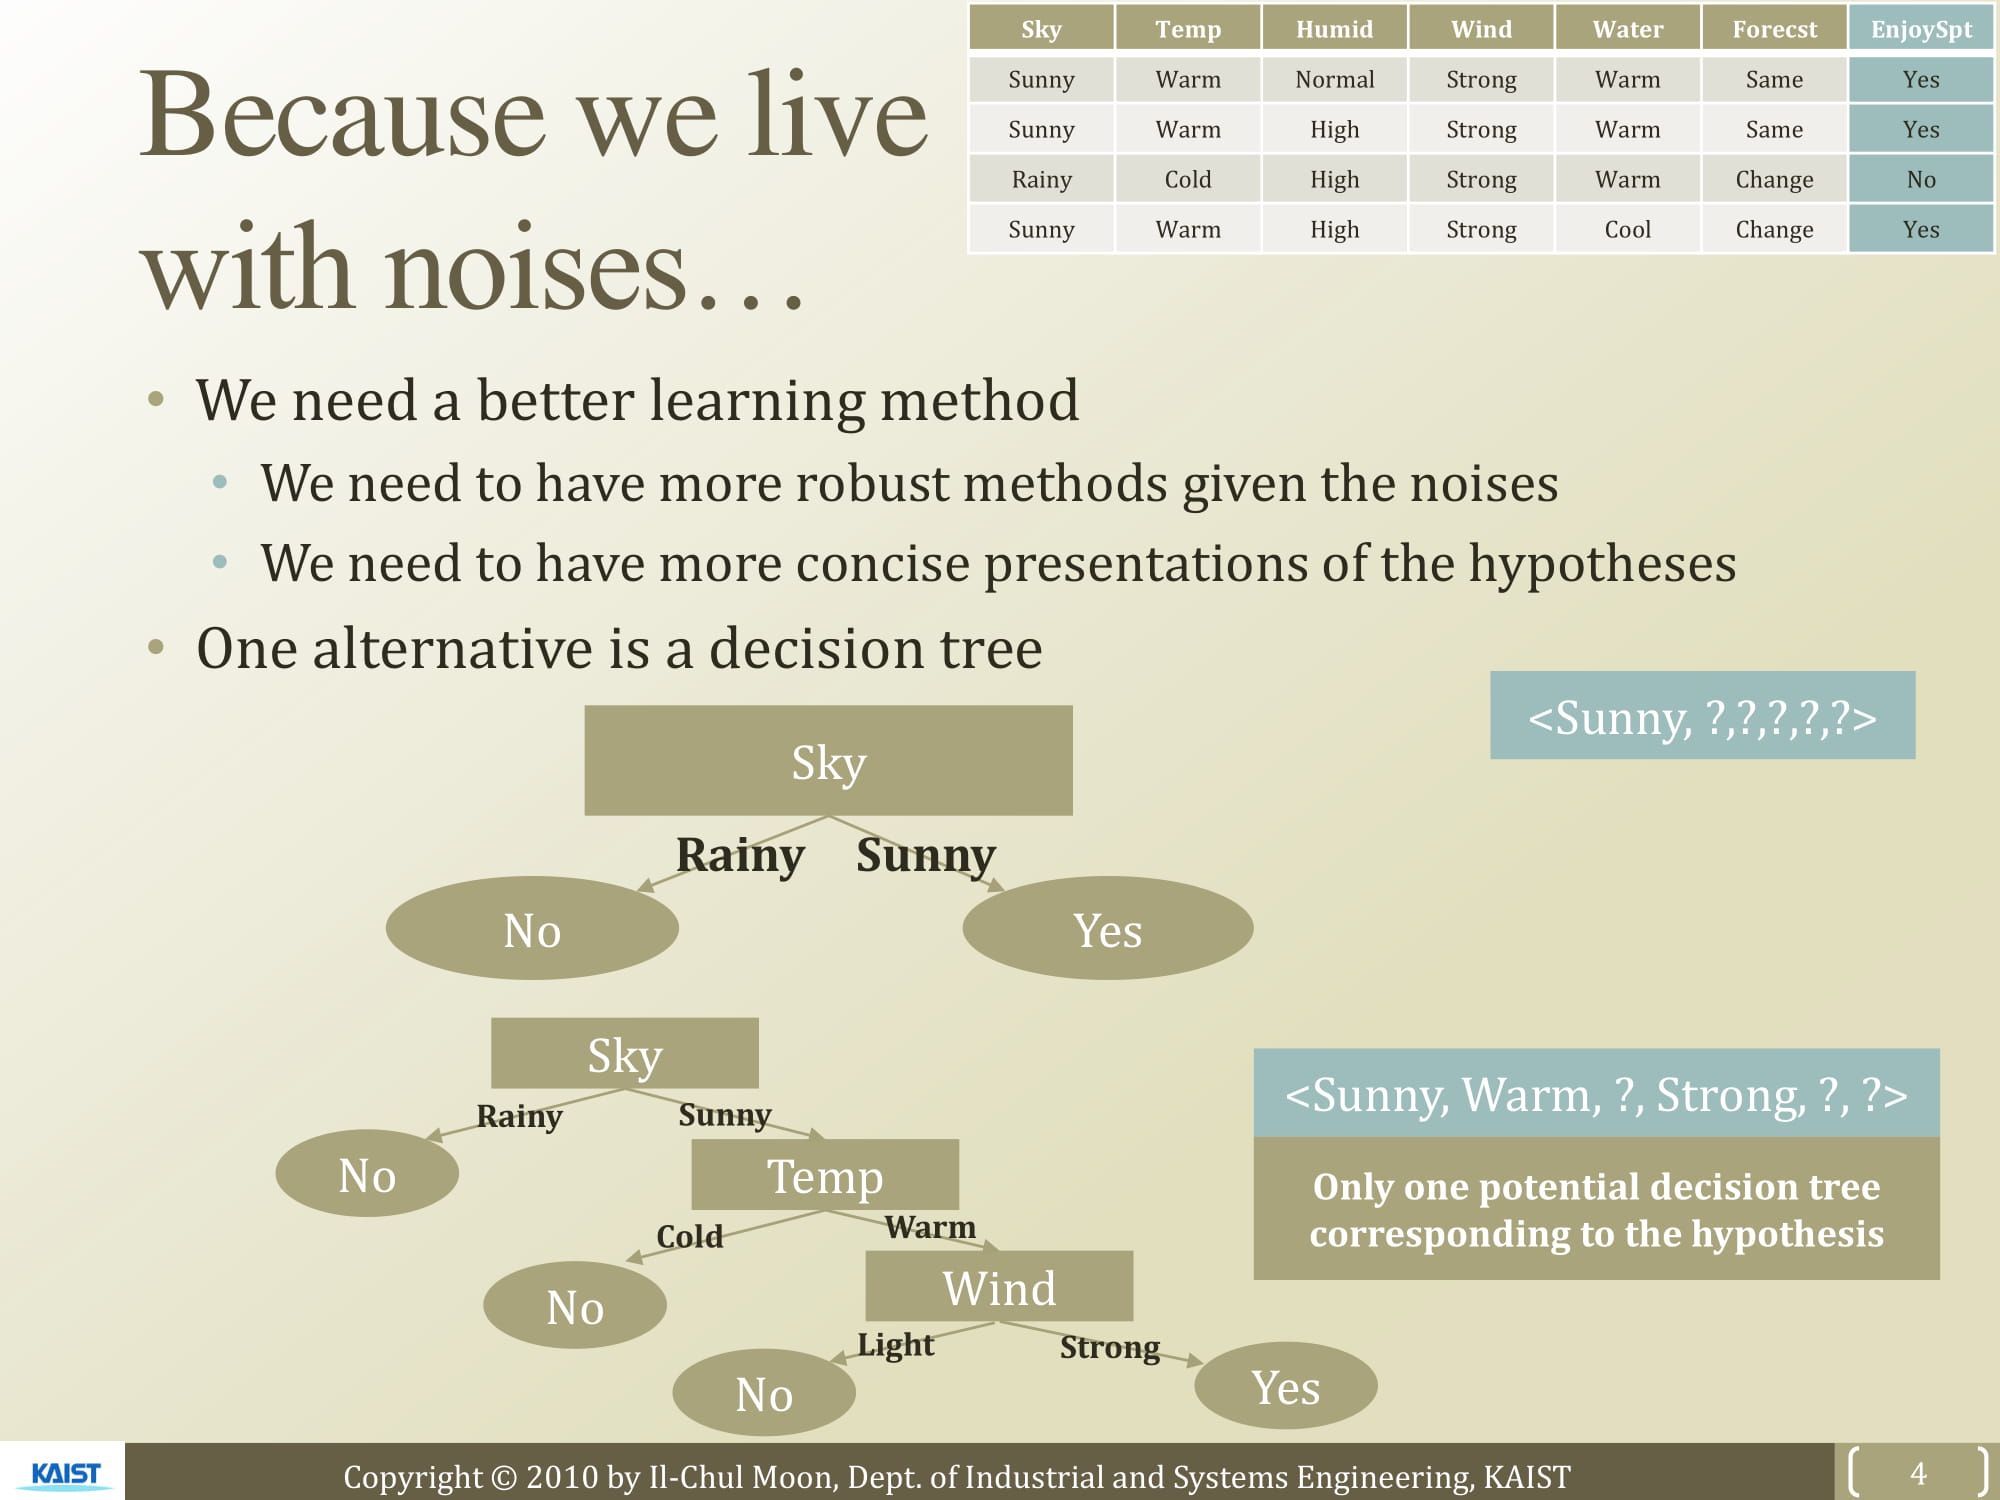 Because we live
with noises…
Sky Temp Humid Wind Water Forecst EnjoySpt
Sunny Warm Normal Strong Warm Same Yes
Sunny Warm High Strong Warm Same Yes
Rainy Cold High Strong Warm Change No
Sunny Warm High Strong Cool Change Yes
• We need a better learning method
• We need to have more robust methods given the noises
• We need to have more concise presentations of the hypotheses
• One alternative is a decision tree
<Sunny, ?,?,?,?,?>
Sky
Rainy Sunny
No Yes
Sky
Rainy Sunny
No Temp
Cold Warm
No Wind
Light Strong
No Yes
<Sunny, Warm, ?, Strong, ?, ?>
Only one potential decision tree
corresponding to the hypothesis
KAIST
Copyright © 2010 by Il-Chul Moon, Dept. of Industrial and Systems Engineering, KAIST
4